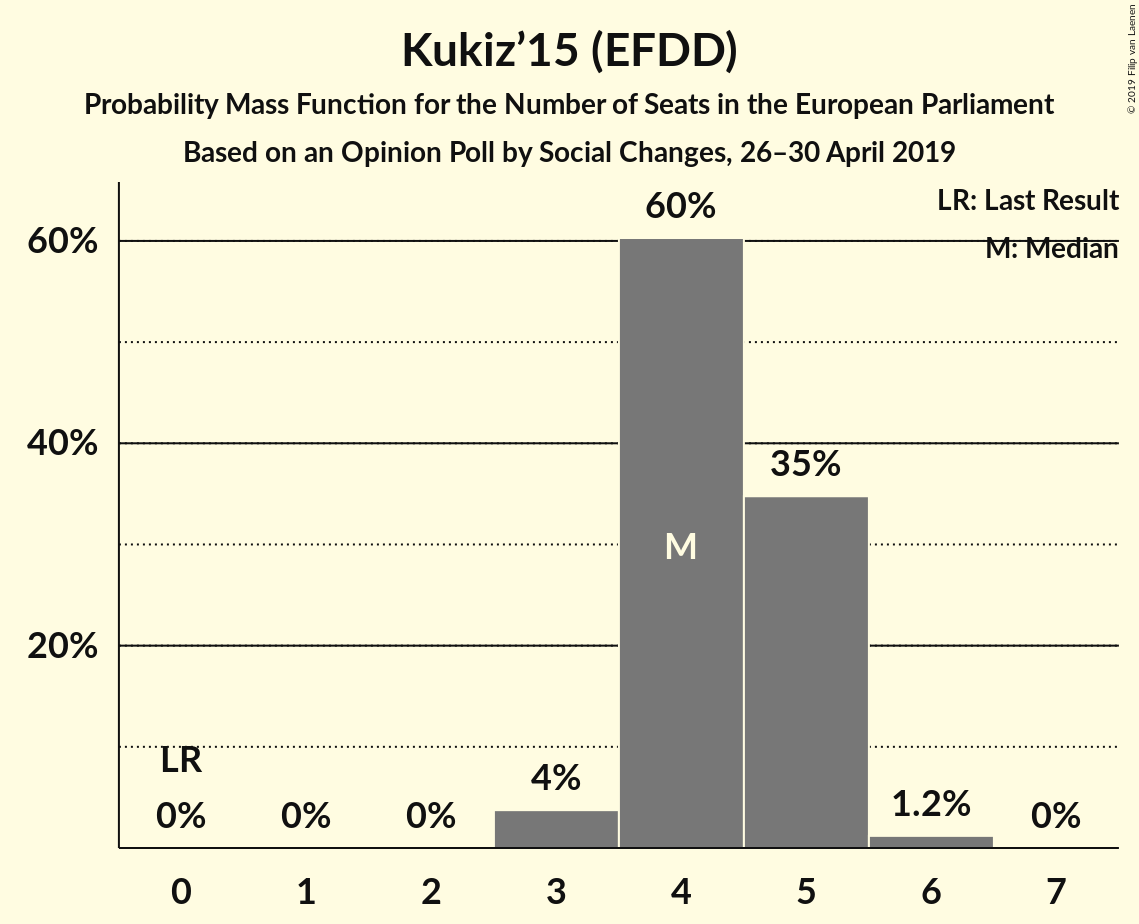 Kukiz’15 (EFDD)
Probability Mass Function for the Number of Seats in the European Parliament
Based on an Opinion Poll by Social Changes, 26–30 April 2019
© 2019 Filip van Laenen
LR: Last Result
M: Median
60%
40%
20%
60%
35%
M
LR
0%
0%
0%
4%
1.2%
0%
0
1
2
3
4
5
6
7